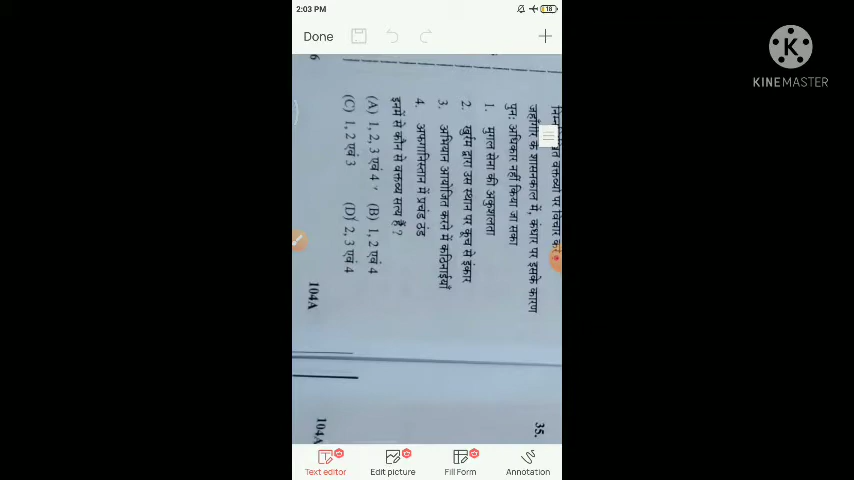 2:03 PM
18
Done
K
KINEMASTER
6
निम्नलिखित वक्तव्यों पर विचार करें
जहाँगीर के शासनकाल में, कंधार पर इसके कारण
पुनः अधिकार नहीं किया जा सका
1. मुगल सेना की अकुशलता
2. खुर्रम द्वारा उस स्थान पर कूच से इंकार
3. अभियान आयोजित करने में कठिनाईयाँ
4. अफगानिस्तान में प्रचंड ठंड
इनमें से कौन से वक्तव्य सत्य हैं ?
(A) 1, 2, 3 एवं 4 (B) 1, 2 एवं 4
(C) 1, 2 एवं 3 (D) 2, 3 एवं 4
104A
35.
104A
Text editor
Edit picture
Fill Form
Annotation